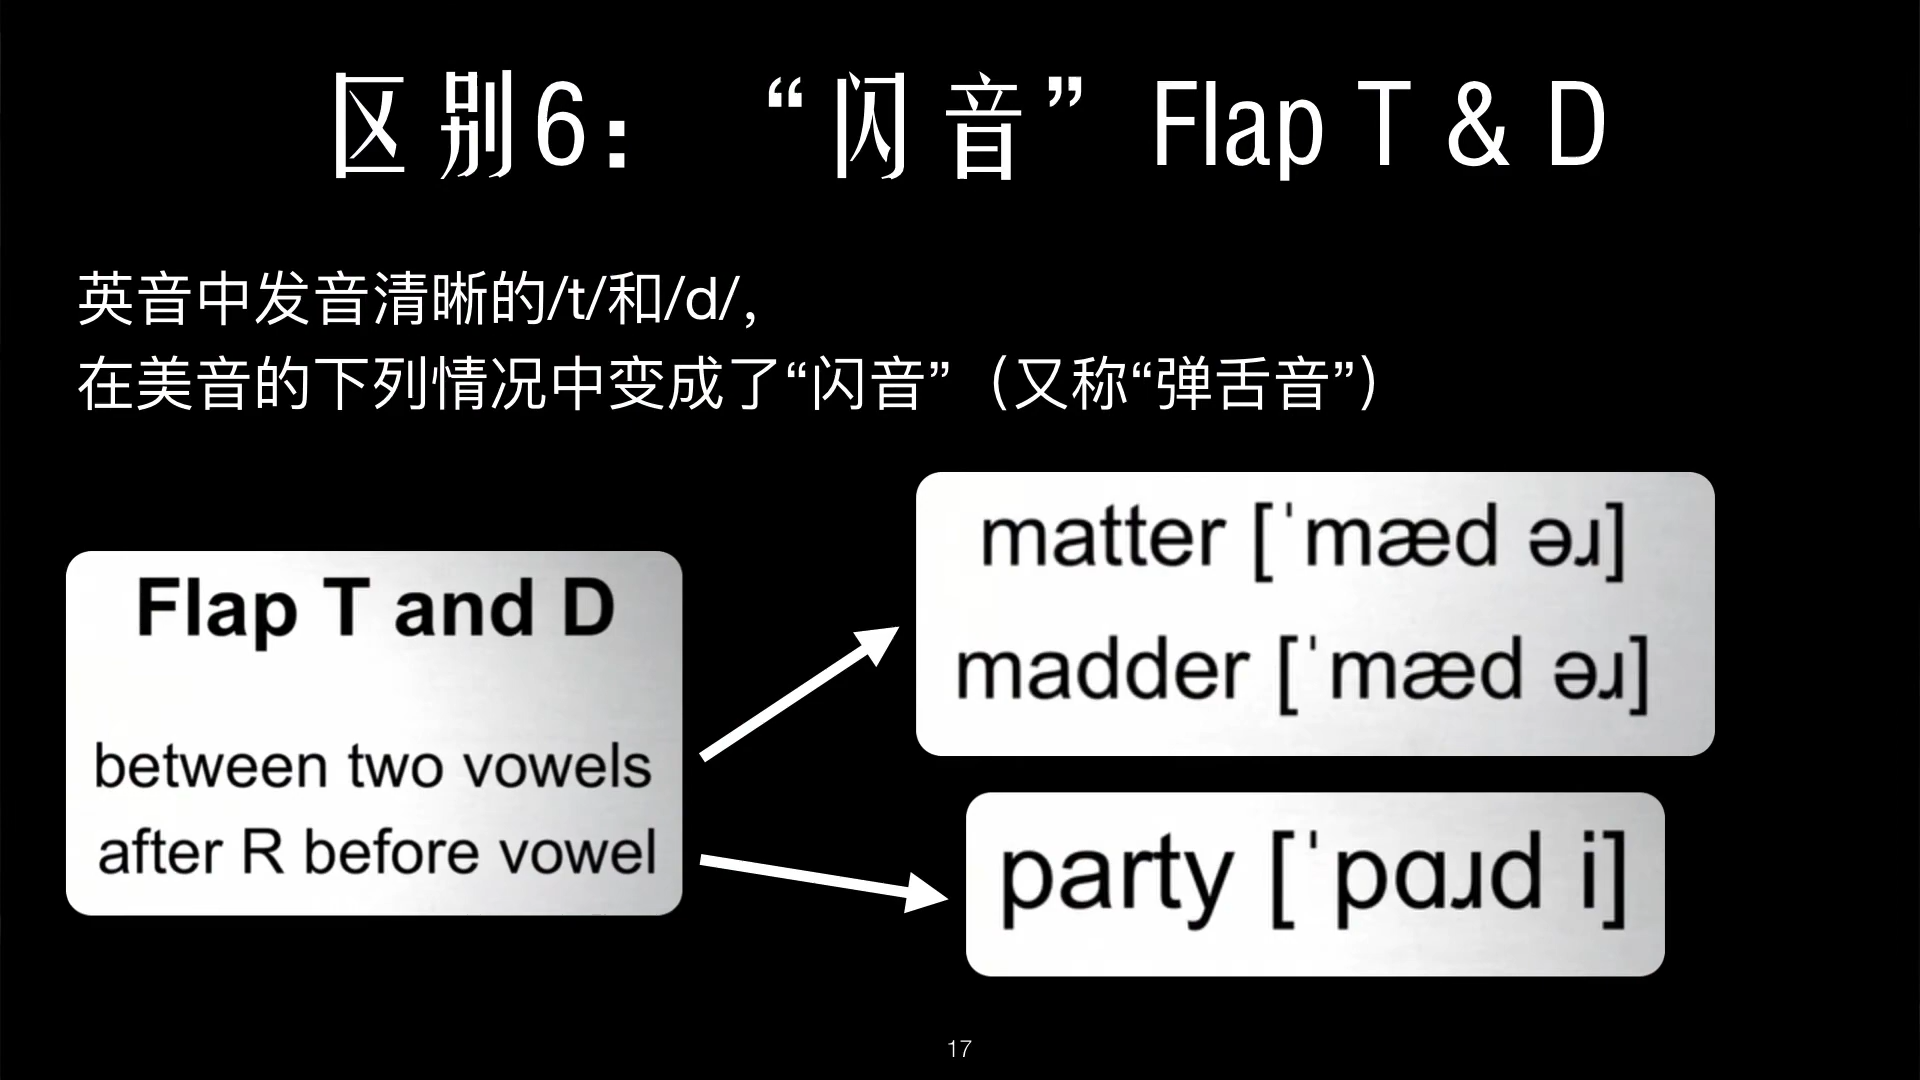 区别6：“闪音”Flap T & D
英音中发音清晰的/t/和/d/，
在美音的下列情况中变成了“闪音”（又称“弹舌音”）
Flap T and D
between two vowels
after R before vowel
matter [ˈmæd əɹ]
madder [ˈmæd əɹ]
party [ˈpɑɹd i]
17